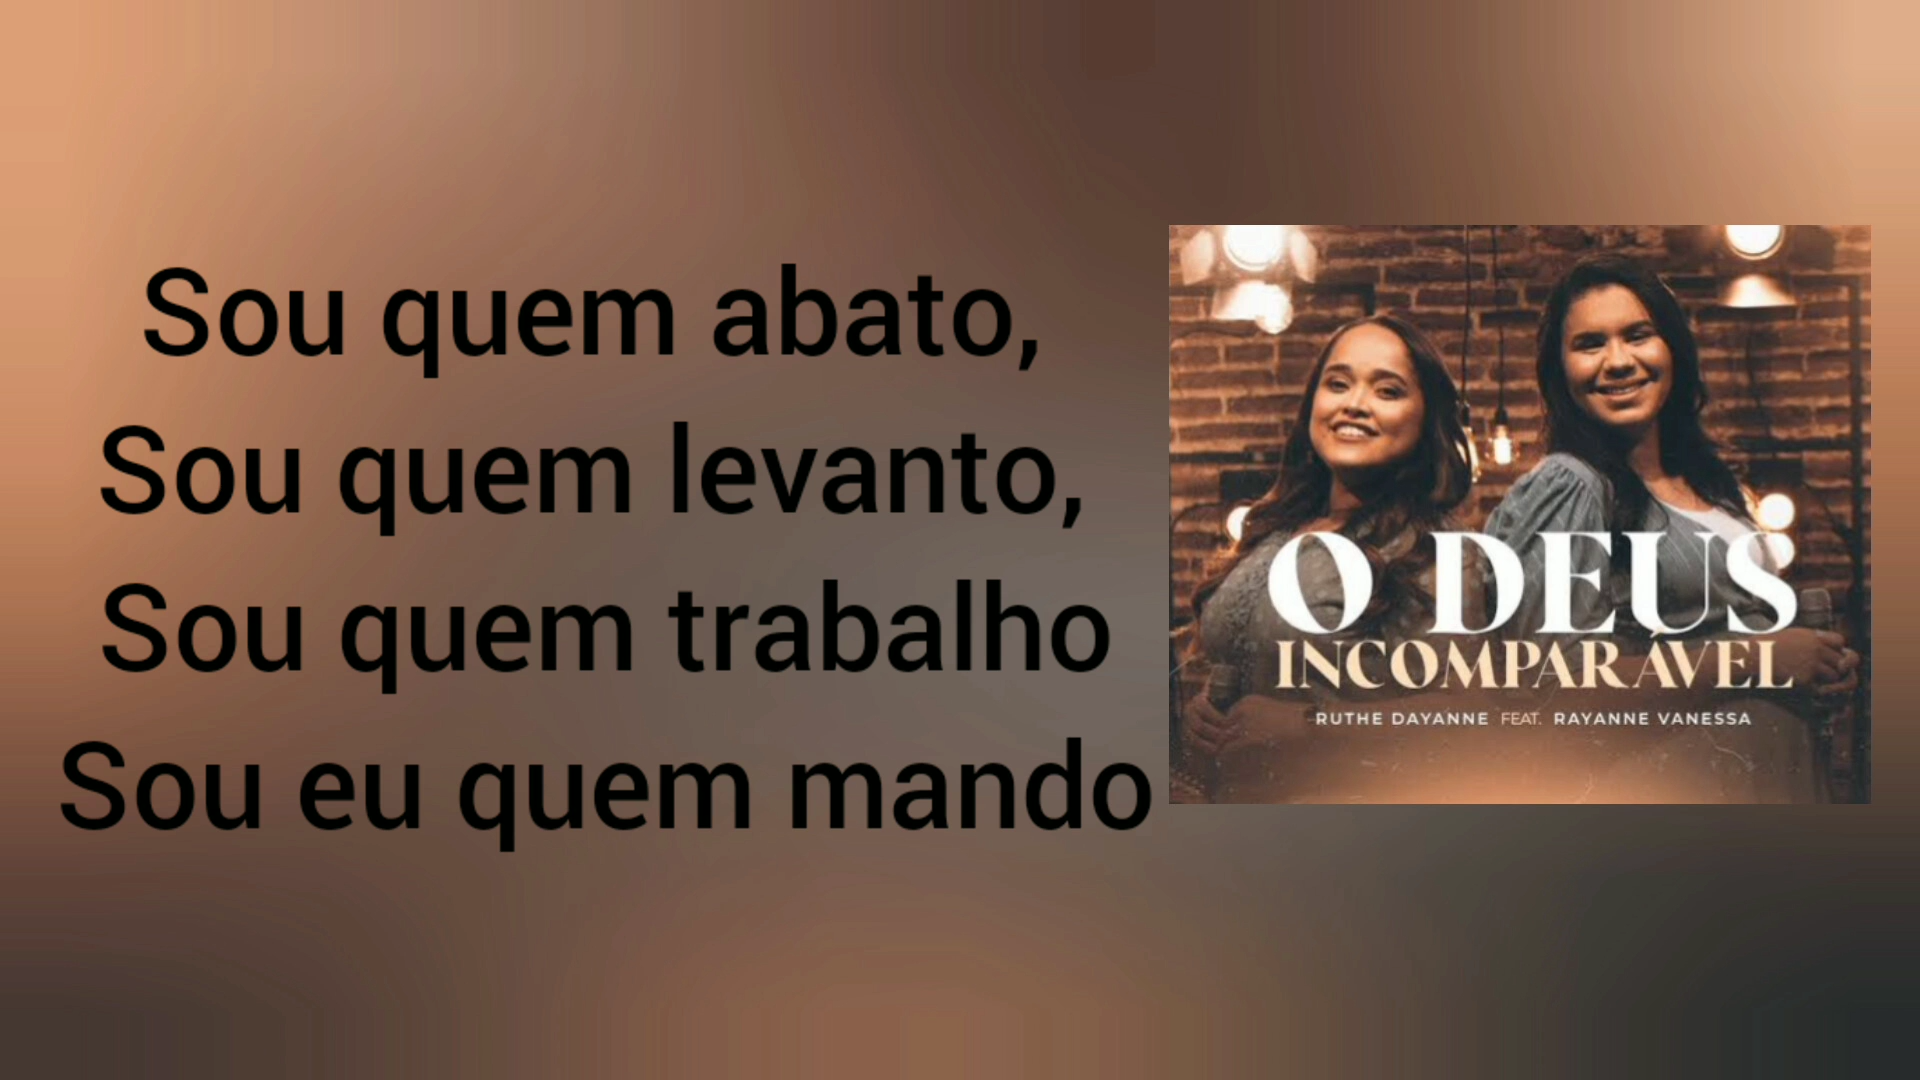 Sou quem abato,
Sou quem levanto,
Sou quem trabalho
Sou eu quem mando
O DEUS
INCOMPARÁVEL
RUTHE DAYANNE FEAT. RAYANNE VANESSA